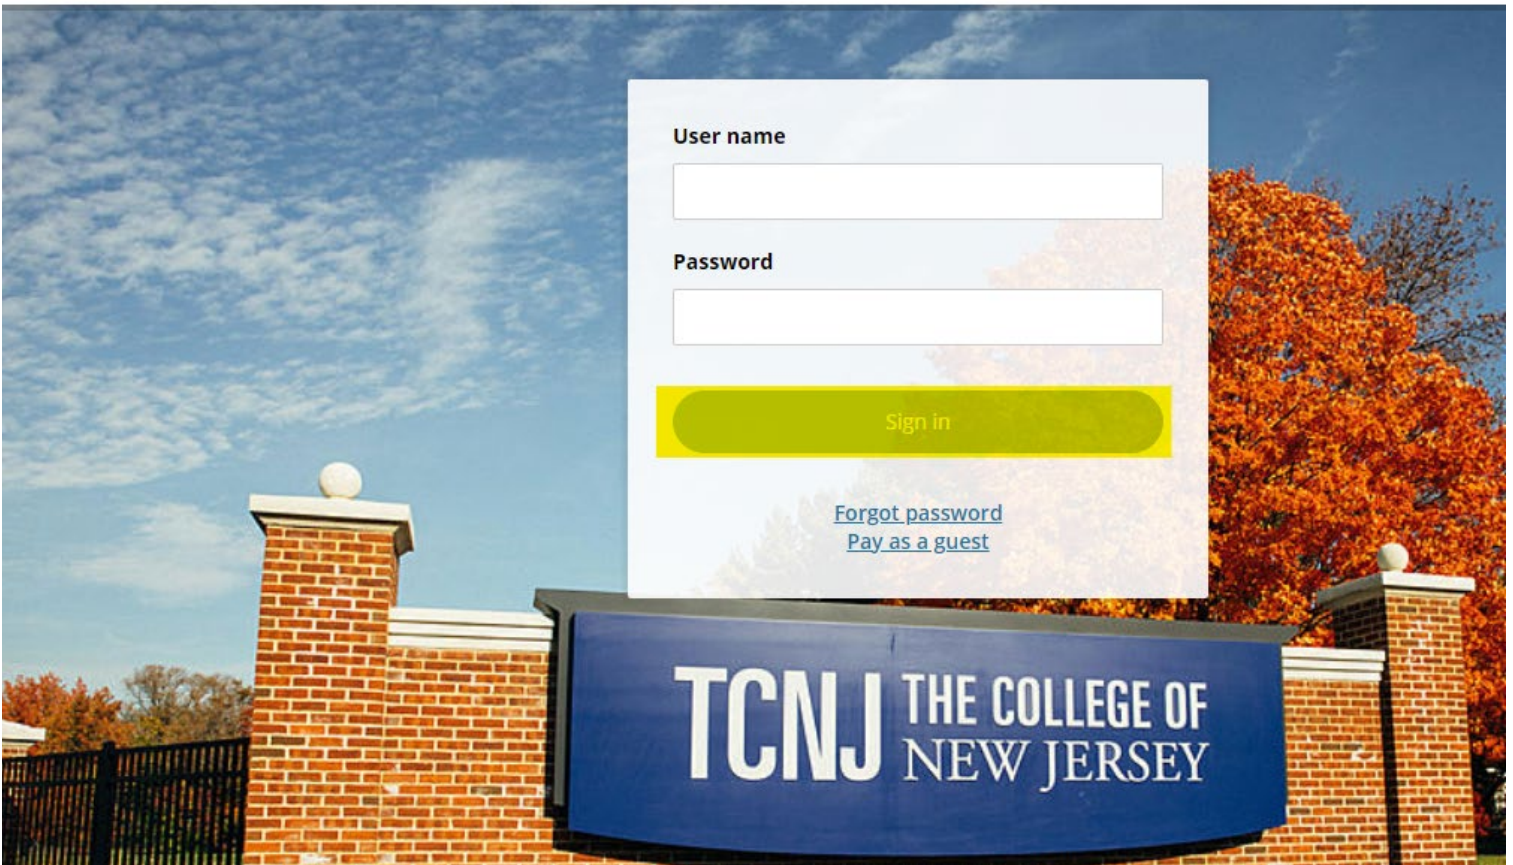 User name
Password
Sign in
Forgot password
Pay as a guest
TCNJ THE COLLEGE OF
NEW JERSEY